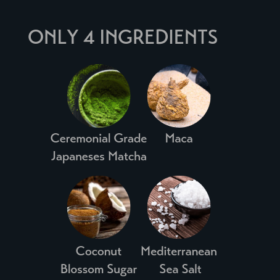 ONLY 4 INGREDIENTS
Ceremonial Grade
Japaneses Matcha
Maca
Coconut
Blossom Sugar
Mediterranean
Sea Salt